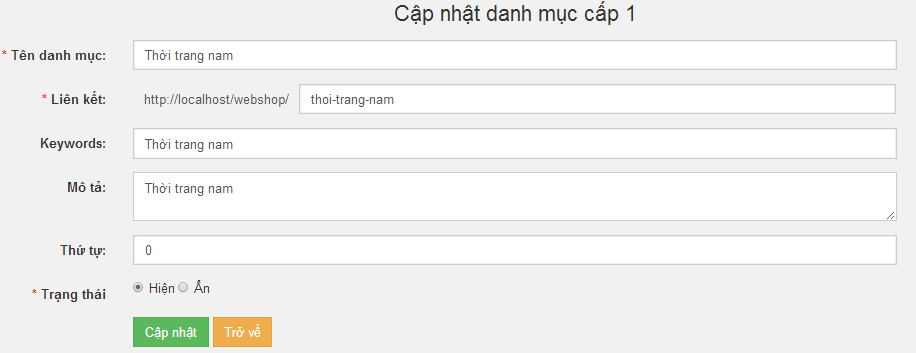 Cập nhật danh mục cấp 1
* Tên danh mục: Thời trang nam
* Liên kết: http://localhost/webshop/ thoi-trang-nam
Keywords: Thời trang nam
Mô tả: Thời trang nam
Thứ tự: 0
* Trạng thái Hiện Ẩn
Cập nhật Trở về